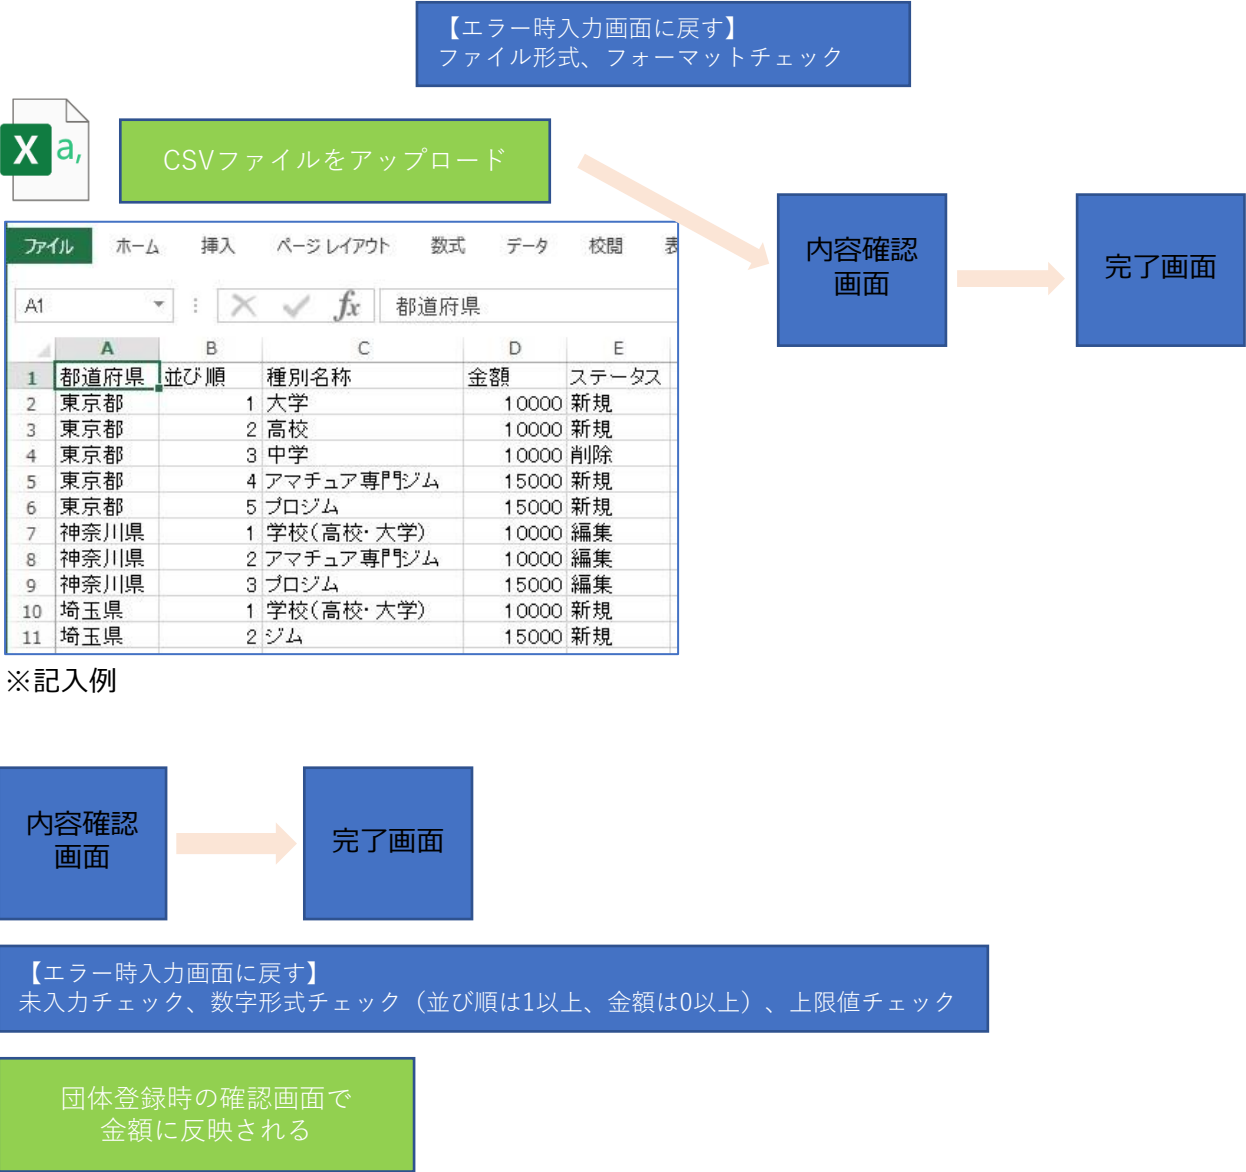 【エラー時入力画面に戻す】
ファイル形式、フォーマットチェック
X a,
CSVファイルをアップロード
内容確認
画面
完了画面
ファイル ホーム 挿入 ページ レイアウト 数式 データ 校閲 表
A1 fx 都道府県
A B C D E
1 都道府県 並び順 種別名称 金額 ステータス
2 東京都 1 大学 10000 新規
3 東京都 2 高校 10000 新規
4 東京都 3 中学 10000 削除
5 東京都 4 アマチュア専門ジム 15000 新規
6 東京都 5 プロジム 15000 新規
7 神奈川県 1 学校(高校・大学) 10000 編集
8 神奈川県 2 アマチュア専門ジム 10000 編集
9 神奈川県 3 プロジム 15000 編集
10 埼玉県 1 学校(高校・大学) 10000 新規
11 埼玉県 2 ジム 15000 新規
※記入例
内容確認
画面
完了画面
【エラー時入力画面に戻す】
未入力チェック、数字形式チェック（並び順は1以上、金額は0以上）、上限値チェック
団体登録時の確認画面で
金額に反映される